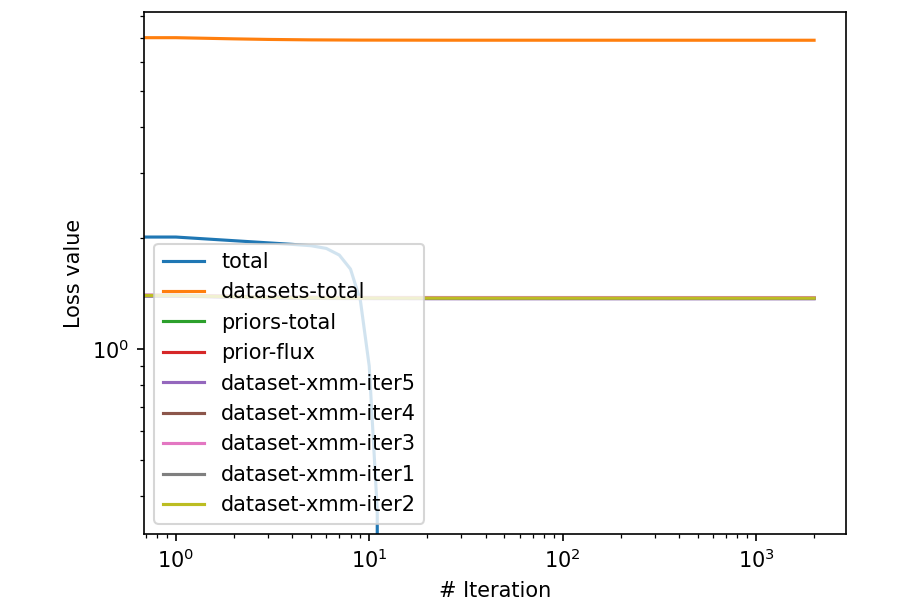 Loss value
10⁰
total
datasets-total
priors-total
prior-flux
dataset-xmm-iter5
dataset-xmm-iter4
dataset-xmm-iter3
dataset-xmm-iter1
dataset-xmm-iter2
10⁰ 10¹ 10² 10³
# Iteration